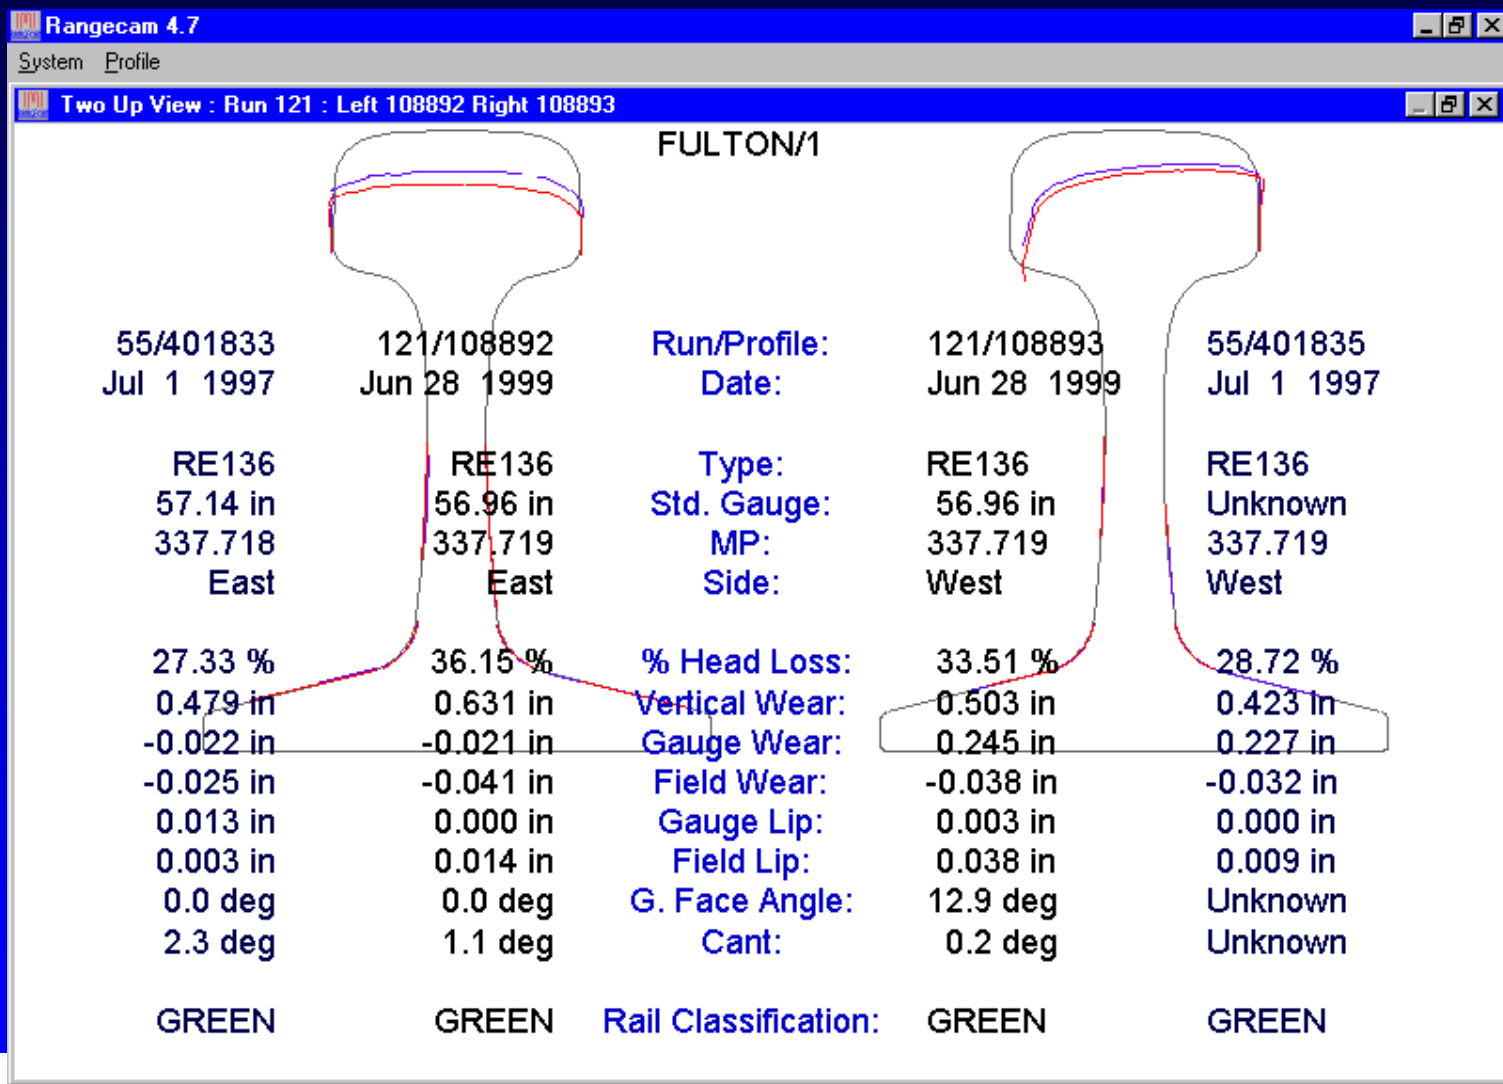 Rangecam 4.7
System Profile
Two Up View : Run 121 : Left 108892 Right 108893
FULTON/1
55/401833 121/108892 Run/Profile: 121/108893 55/401835
Jul 1 1997 Jun 28 1999 Date: Jun 28 1999 Jul 1 1997
RE136 RE136 Type: RE136 RE136
57.14 in 56.96 in Std. Gauge: 56.96 in Unknown
337.718 337.719 MP: 337.719 337.719
East East Side: West West
27.33 % 36.15 % % Head Loss: 33.51 % 28.72 %
0.479 in 0.631 in Vertical Wear: 0.503 in 0.423 in
-0.022 in -0.021 in Gauge Wear: 0.245 in 0.227 in
-0.025 in -0.041 in Field Wear: -0.038 in -0.032 in
0.013 in 0.000 in Gauge Lip: 0.003 in 0.000 in
0.003 in 0.014 in Field Lip: 0.038 in 0.009 in
0.0 deg 0.0 deg G. Face Angle: 12.9 deg Unknown
2.3 deg 1.1 deg Cant: 0.2 deg Unknown
GREEN GREEN Rail Classification: GREEN GREEN